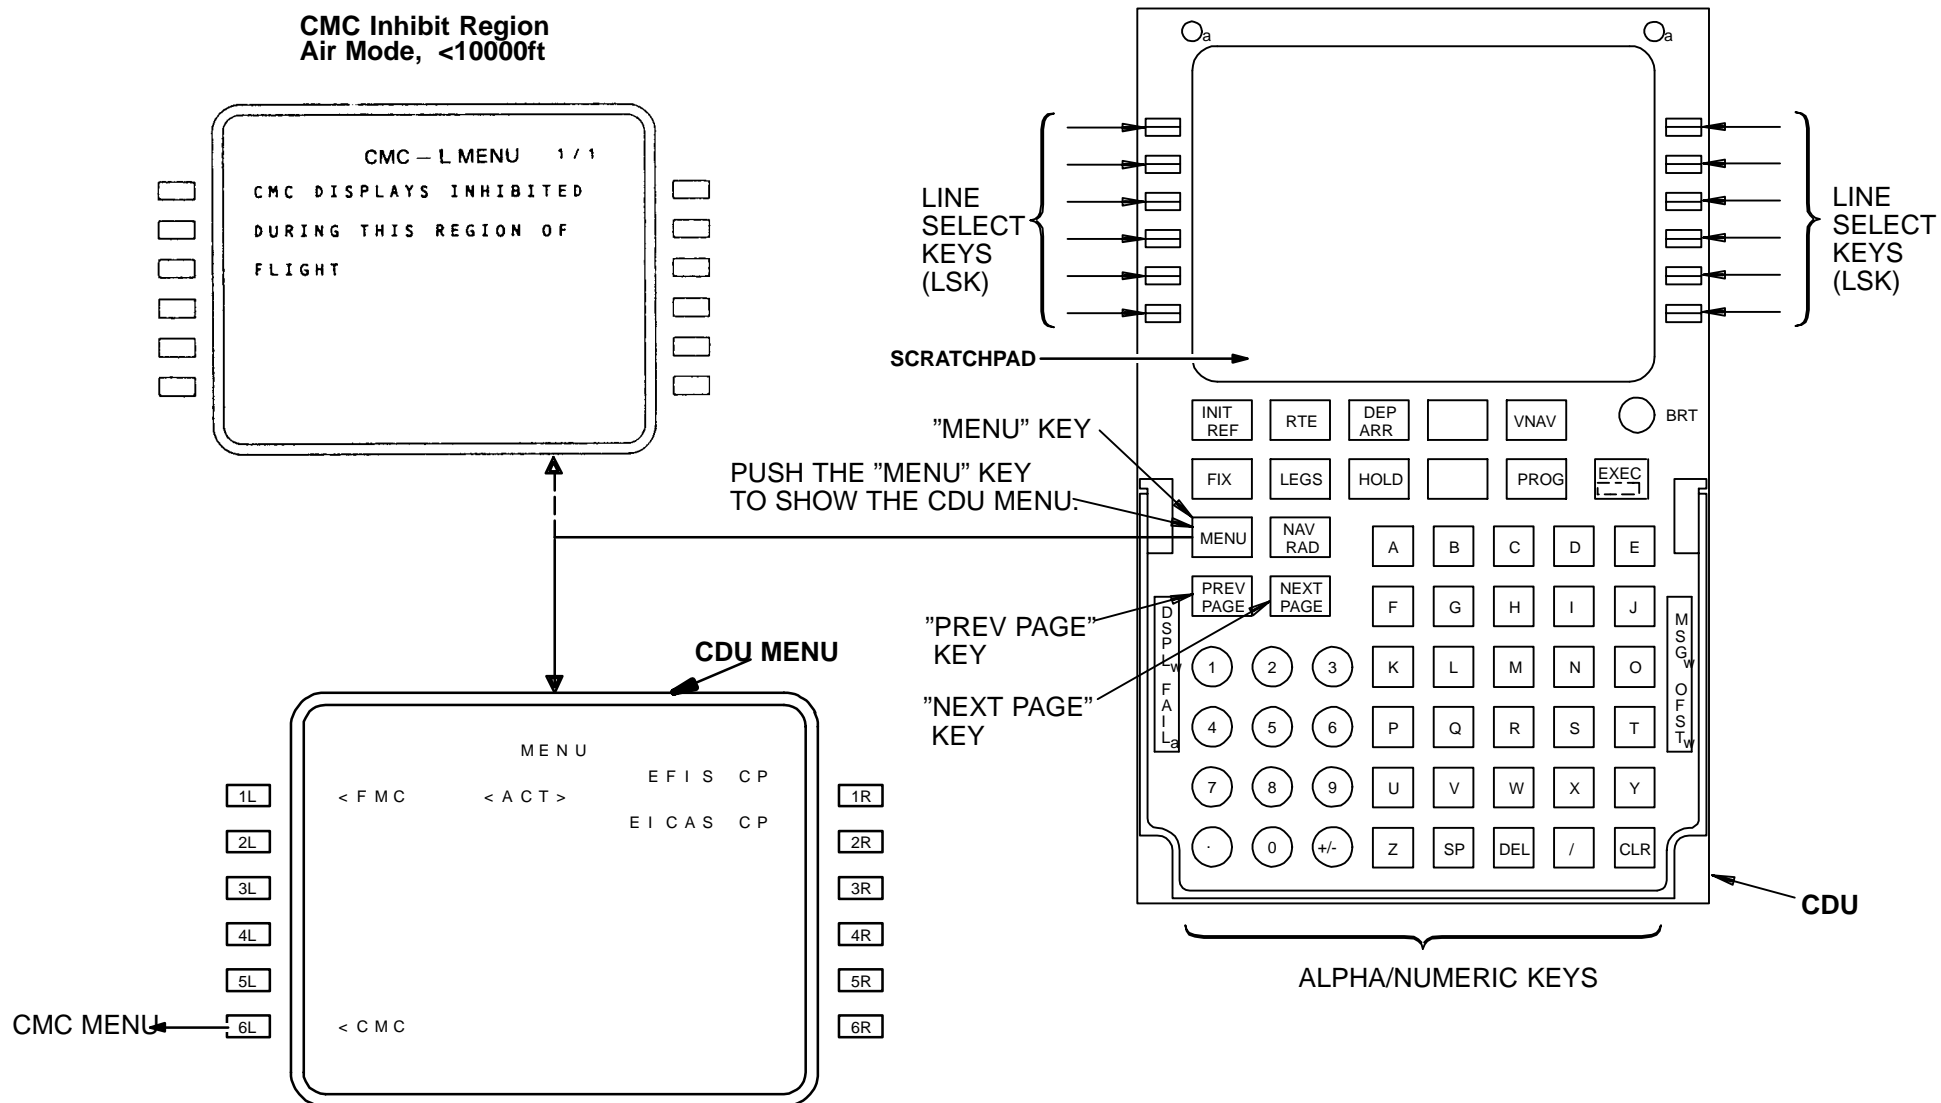 CMC Inhibit Region
Air Mode, <10000ft
CMC – L MENU 1 / 1
CMC DISPLAYS INHIBITED
DURING THIS REGION OF
FLIGHT
a
a
LINE
SELECT
KEYS
(LSK)
LINE
SELECT
KEYS
(LSK)
SCRATCHPAD
"MENU" KEY
PUSH THE "MENU" KEY
TO SHOW THE CDU MENU.
"PREV PAGE"
KEY
"NEXT PAGE"
KEY
INIT
REF
RTE
DEP
ARR
VNAV
BRT
FIX
LEGS
HOLD
PROG
EXEC
MENU
NAV
RAD
PREV
PAGE
NEXT
PAGE
A B C D E
F G H I J
1 2 3 K L M N O
4 5 6 P Q R S T
7 8 9 U V W X Y
. 0 +/- Z SP DEL / CLR
DSPLw
FAILa
MSGw
OFSTw
CDU
ALPHA/NUMERIC KEYS
CDU MENU
MENU
EFIS CP
1L <FMC <ACT> 1R
EICAS CP
2L 2R
3L 3R
4L 4R
5L 5R
CMC MENU 6L <CMC 6R